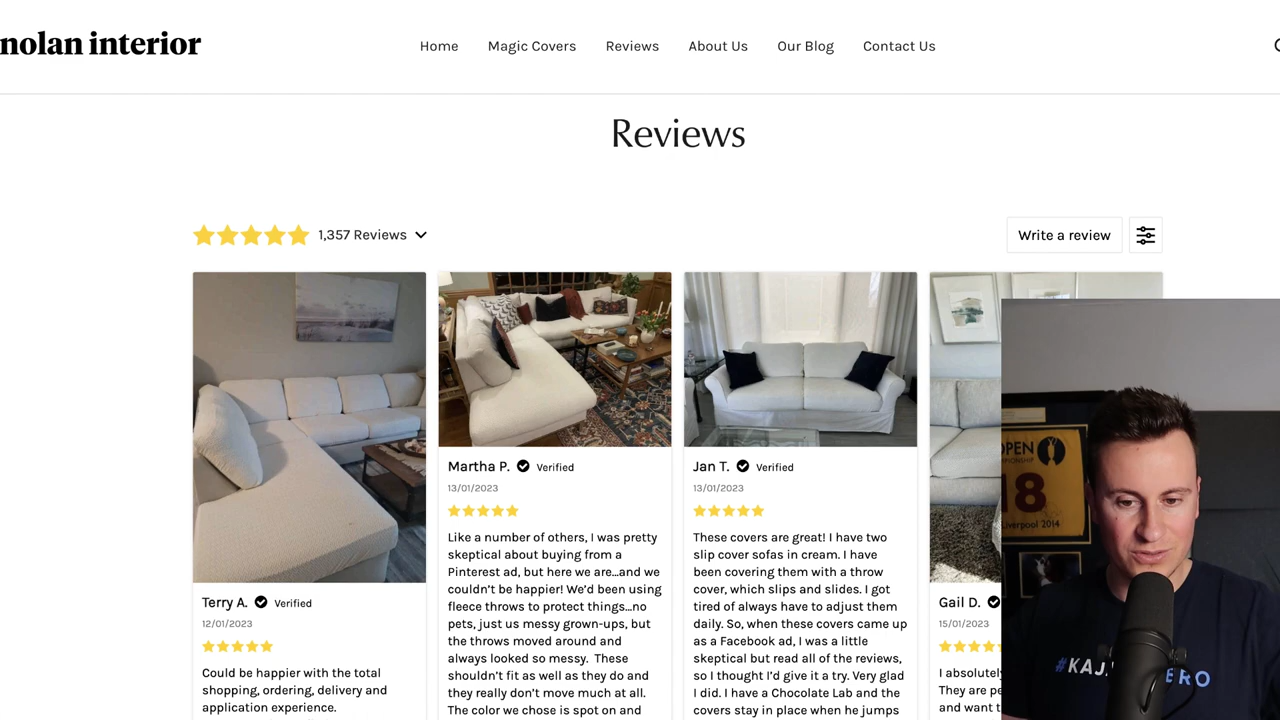 nolan interior
Home Magic Covers Reviews About Us Our Blog Contact Us
Reviews
1,357 Reviews
Write a review
Terry A. Verified
12/01/2023
Could be happier with the total
shopping, ordering, delivery and
application experience.
Martha P. Verified
13/01/2023
Like a number of others, I was pretty
skeptical about buying from a
Pinterest ad, but here we are...and we
couldn't be happier! We'd been using
fleece throws to protect things...no
pets, just us messy grown-ups, but
the throws moved around and
always looked so messy. These
shouldn't fit as well as they do and
they really don't move much at all.
The color we chose is spot on and
Jan T. Verified
13/01/2023
These covers are great! I have two
slip cover sofas in cream. I have
been covering them with a throw
cover, which slips and slides. I got
tired of always have to adjust them
daily. So, when these covers came up
as a Facebook ad, I was a little
skeptical but read all of the reviews,
so I thought I'd give it a try. Very glad
I did. I have a Chocolate Lab and the
covers stay in place when he jumps
Gail D.
15/01/2023
I absolutely
They are pe
and want t
OPEN
18
Liverpool 2014
#KAJ ERO